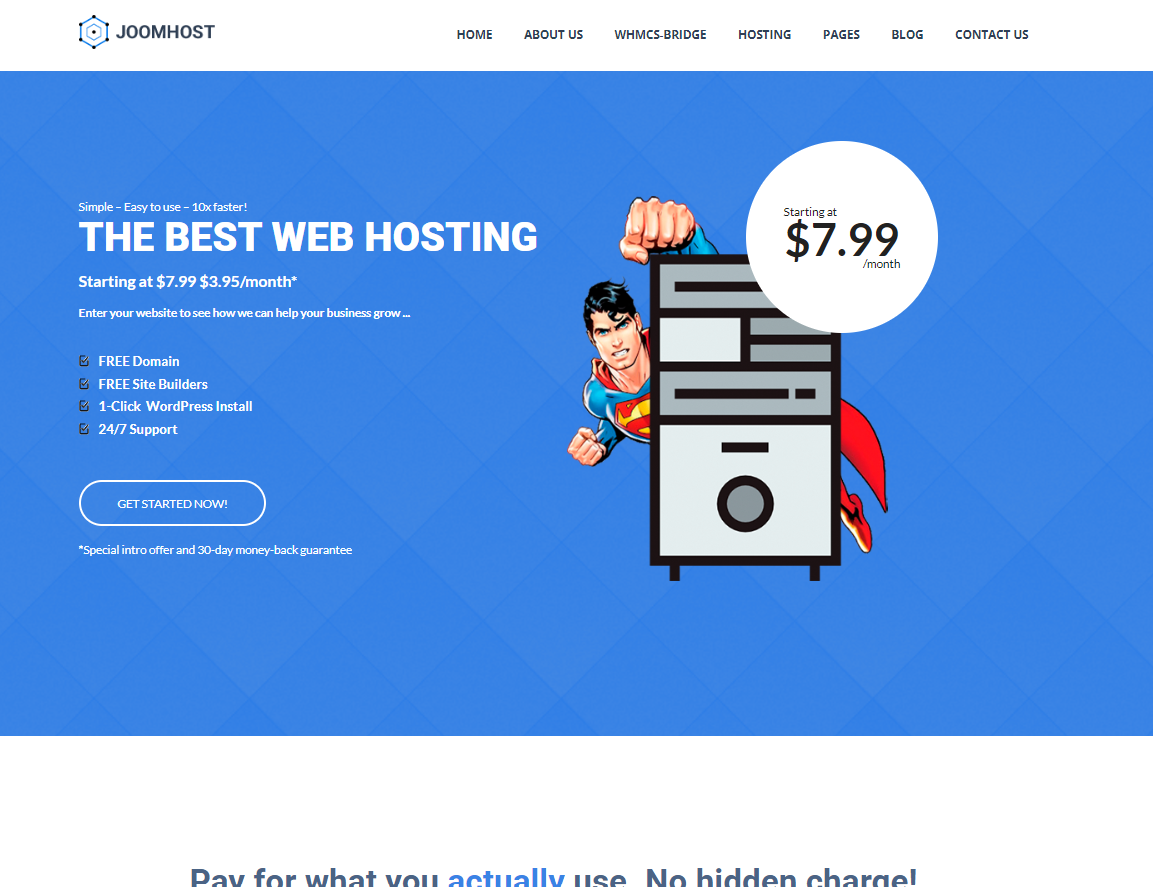 JOOMHOST
HOME ABOUT US WHMCS-BRIDGE HOSTING PAGES BLOG CONTACT US
Simple – Easy to use – 10x faster!
THE BEST WEB HOSTING
Starting at $7.99 $3.95/month*
Enter your website to see how we can help your business grow ...
FREE Domain
FREE Site Builders
1-Click WordPress Install
24/7 Support
GET STARTED NOW!
*Special intro offer and 30-day money-back guarantee
Starting at
$7.99
/month
Pay for what you actually use. No hidden charge!